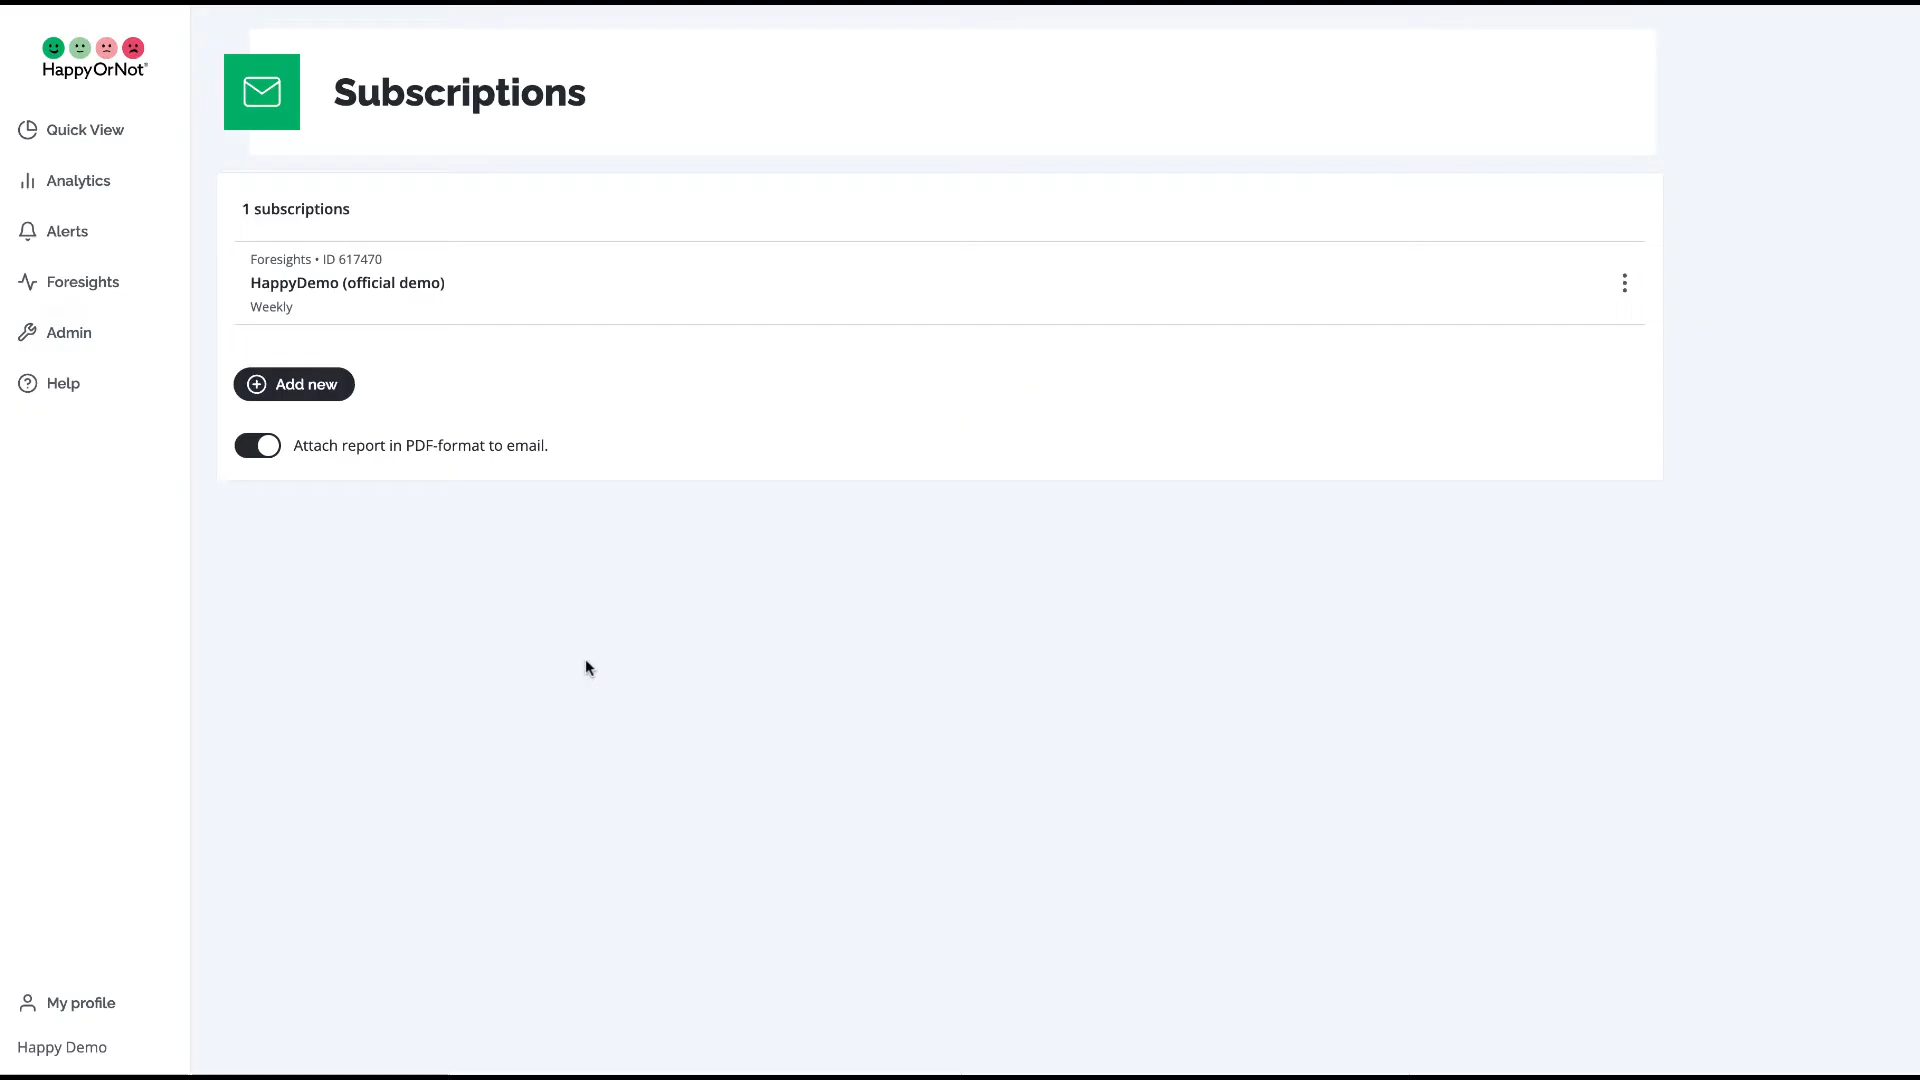 HappyOrNot®
Quick View
Analytics
Alerts
Foresights
Admin
Help
My profile
Happy Demo
Subscriptions
1 subscriptions
Foresights • ID 617470
HappyDemo (official demo)
Weekly
Add new
Attach report in PDF-format to email.